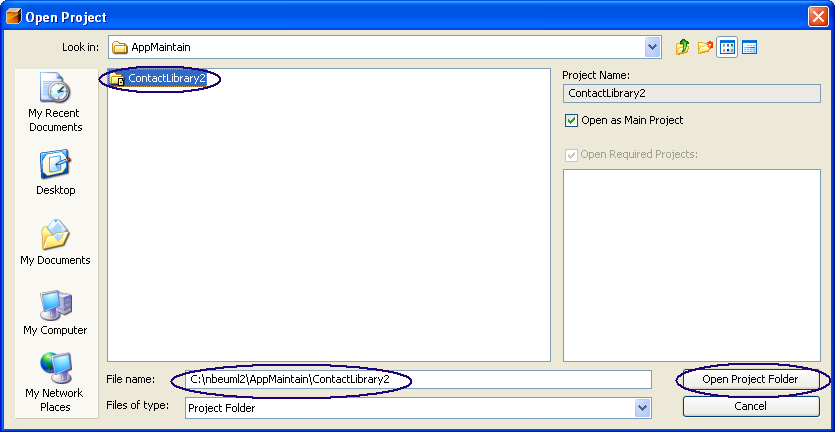 Open Project
Look in: AppMaintain
ContactLibrary2
My Recent
Documents
Desktop
My Documents
My Computer
My Network
Places
Project Name:
ContactLibrary2
Open as Main Project
Open Required Projects:
File name: C:\nbeuml2\AppMaintain\ContactLibrary2
Open Project Folder
Files of type: Project Folder
Cancel